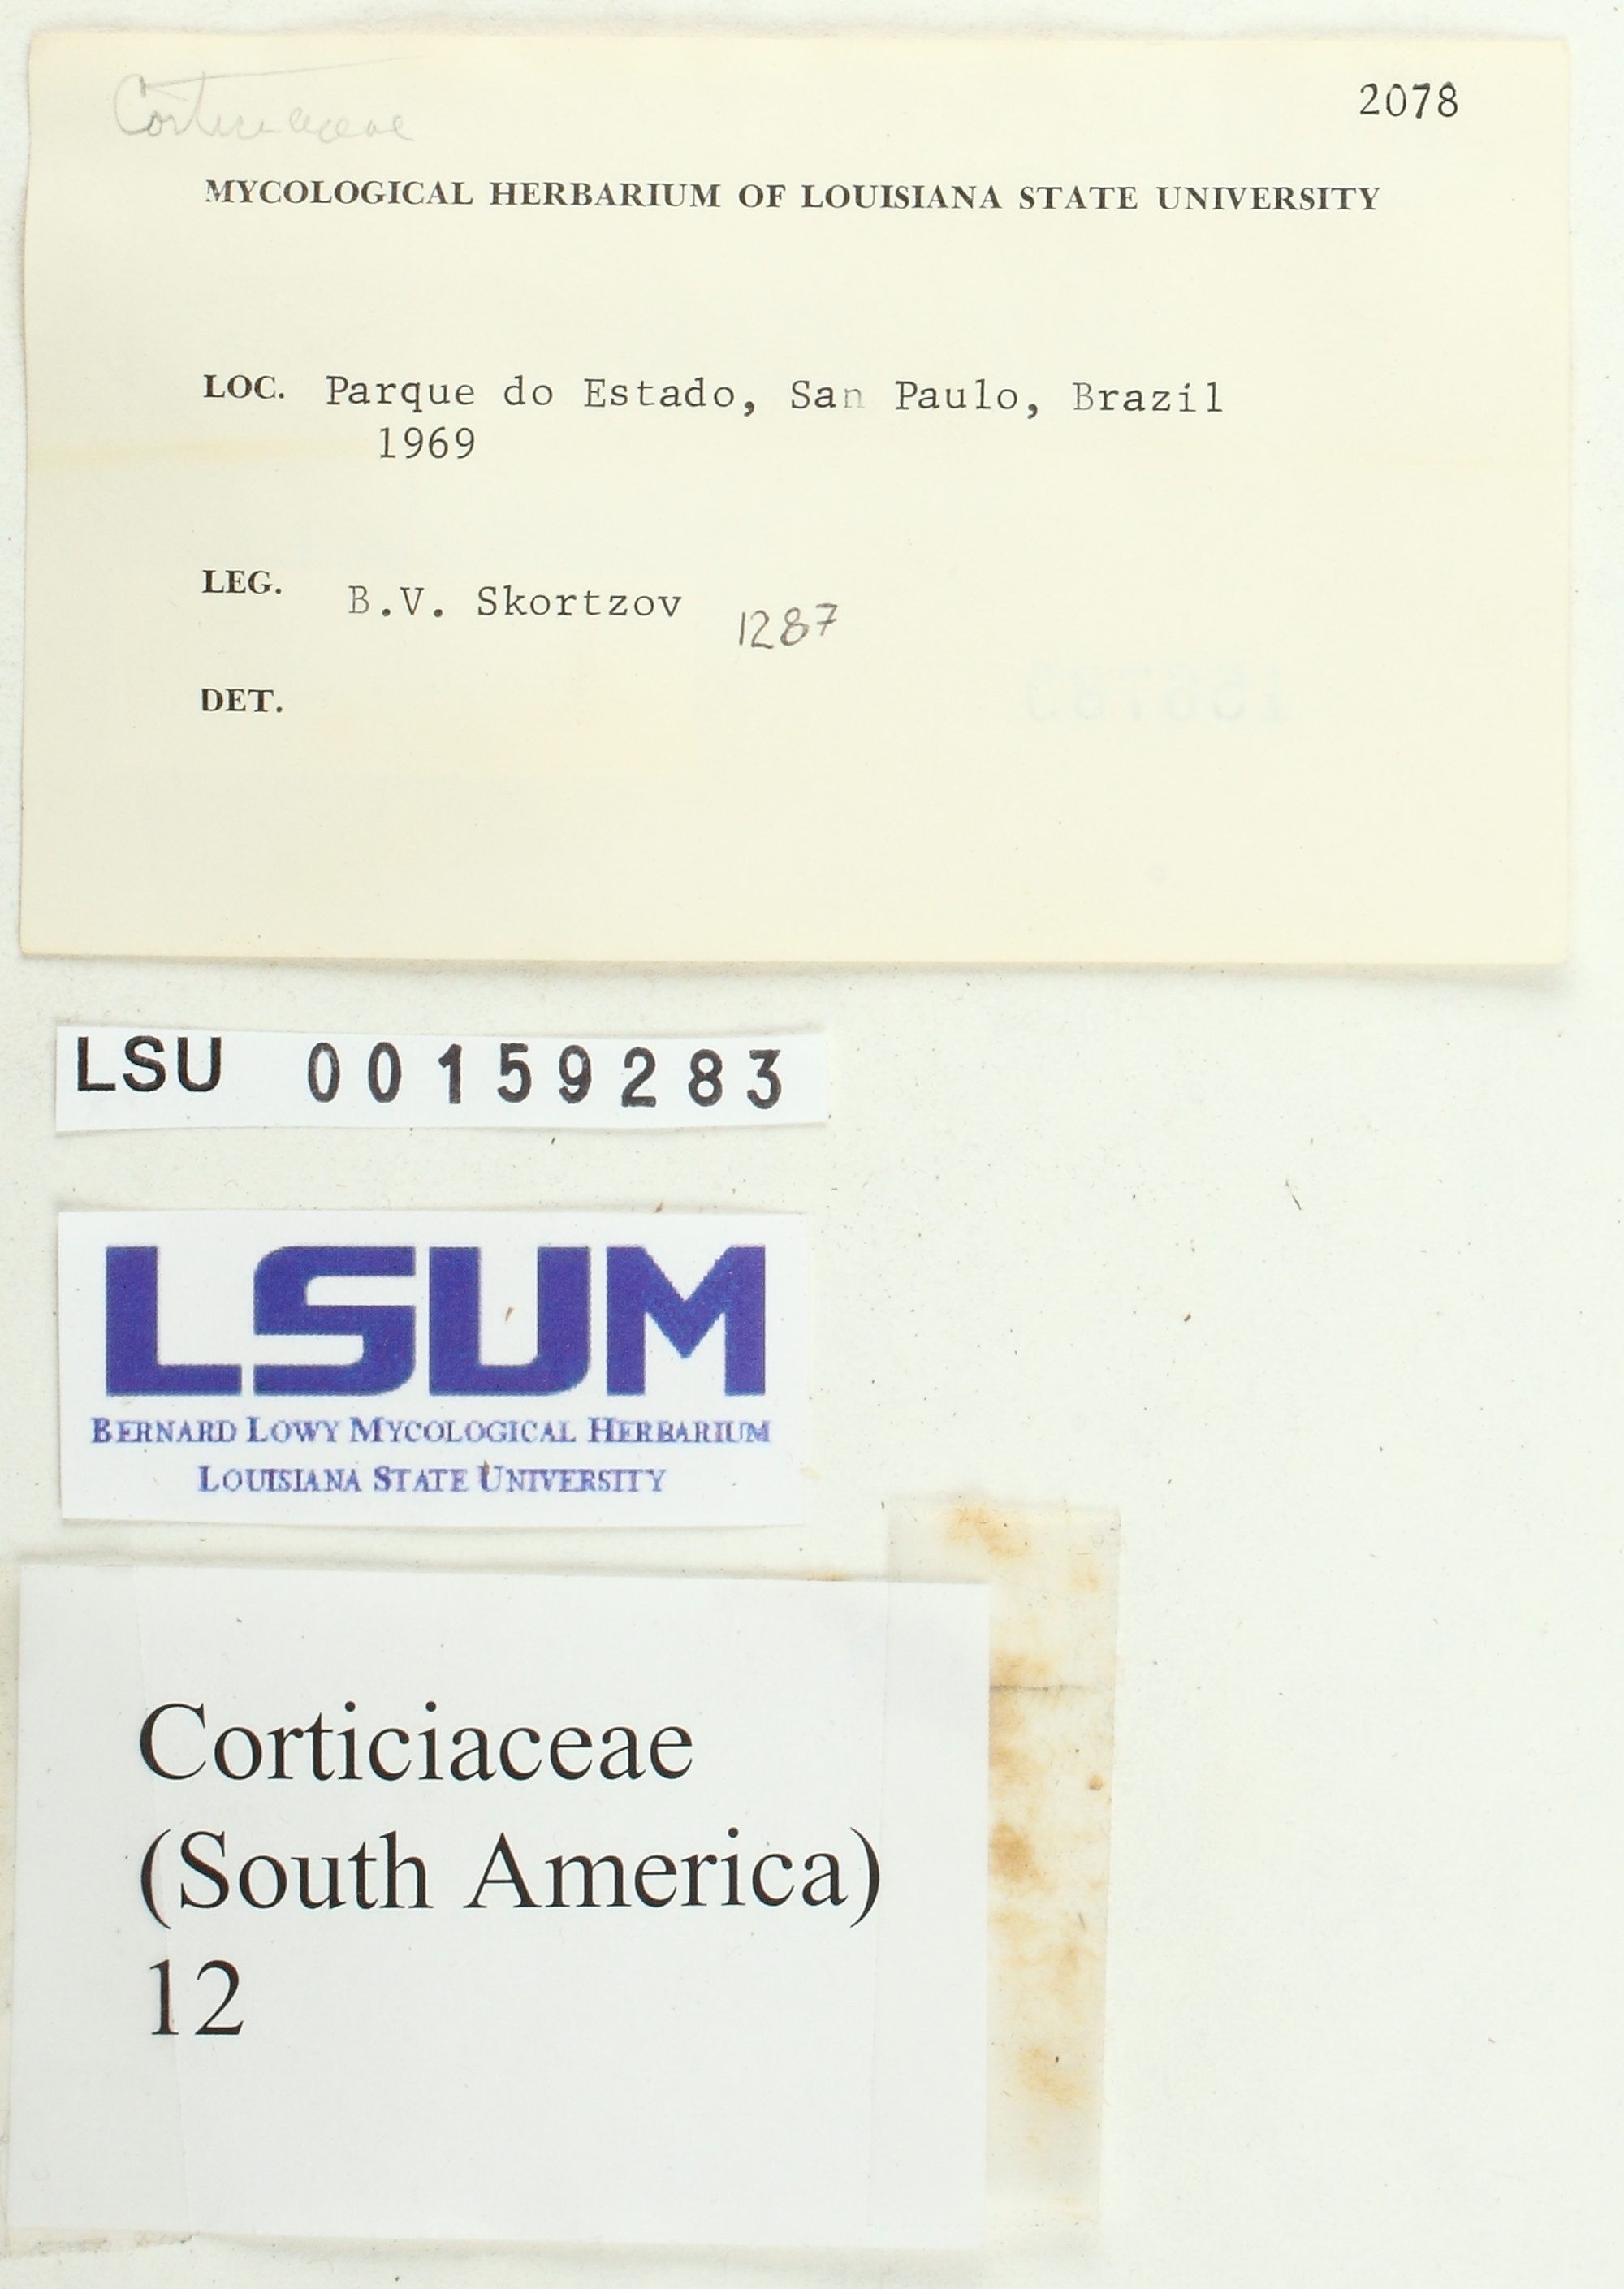 Corticiaceae
2078
MYCOLOGICAL HERBARIUM OF LOUISIANA STATE UNIVERSITY
LOC. Parque do Estado, San Paulo, Brazil
1969
LEG. B.V. Skortzov 1287
DET.
LSU 00159283
LSUM
BERNARD LOWY MYCOLOGICAL HERBARIUM
LOUISIANA STATE UNIVERSITY
Corticiaceae
(South America)
12